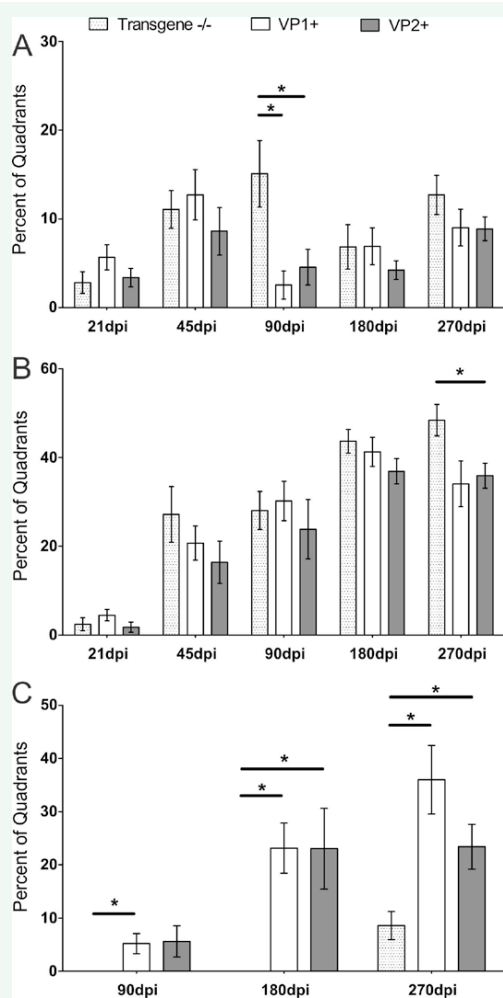 Transgene -/- VP1+ VP2+
A
Percent of Quadrants
30
20
10
0
* 
*
21dpi 45dpi 90dpi 180dpi 270dpi
B
Percent of Quadrants
60
40
20
0
*
21dpi 45dpi 90dpi 180dpi 270dpi
C
Percent of Quadrants
50
40
30
20
10
0
*
*
*
*
*
90dpi 180dpi 270dpi